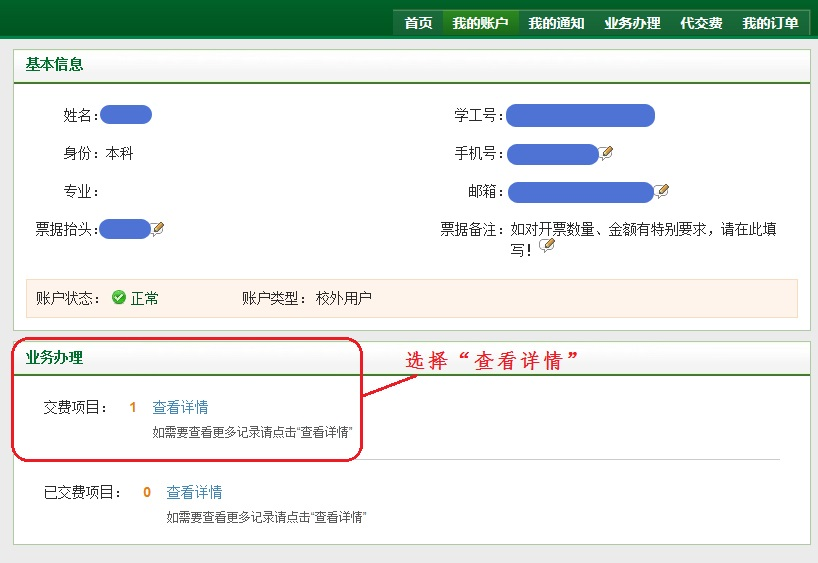 首页 我的账户 我的通知 业务办理 代交费 我的订单
基本信息
姓名: 学工号:
身份: 本科 手机号:
专业: 邮箱:
票据抬头: 票据备注: 如对开票数量、金额有特别要求，请在此填
写！
账户状态: 正常 账户类型: 校外用户
业务办理
选择“查看详情”
交费项目: 1 查看详情
如需要查看更多记录请点击“查看详情”
已交费项目: 0 查看详情
如需要查看更多记录请点击“查看详情”